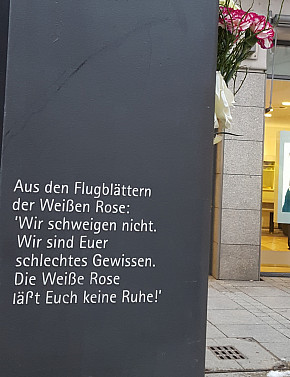 Aus den Flugblättern
der Weißen Rose:
'Wir schweigen nicht.
Wir sind Euer
schlechtes Gewissen.
Die Weiße Rose
läßt Euch keine Ruhe!'